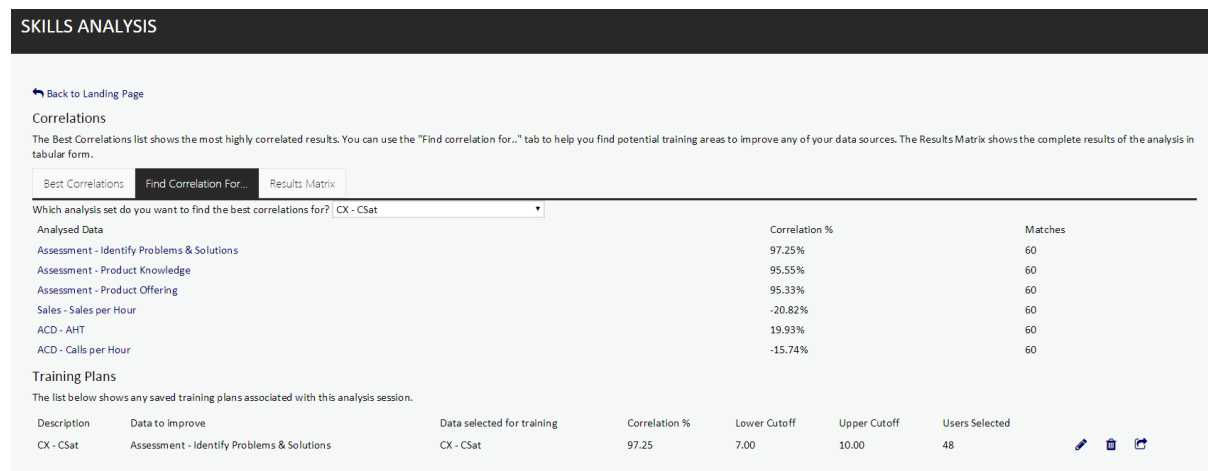 SKILLS ANALYSIS
Back to Landing Page
Correlations
The Best Correlations list shows the most highly correlated results. You can use the "Find correlation for.." tab to help you find potential training areas to improve any of your data sources. The Results Matrix shows the complete results of the analysis in
tabular form.
Best Correlations Find Correlation For... Results Matrix
Which analysis set do you want to find the best correlations for? CX - CSat
Analysed Data Correlation % Matches
Assessment - Identify Problems & Solutions 97.25% 60
Assessment - Product Knowledge 95.55% 60
Assessment - Product Offering 95.33% 60
Sales - Sales per Hour -20.82% 60
ACD - AHT 19.93% 60
ACD - Calls per Hour -15.74% 60
Training Plans
The list below shows any saved training plans associated with this analysis session.
Description Data to improve Data selected for training Correlation % Lower Cutoff Upper Cutoff Users Selected
CX - CSat Assessment - Identify Problems & Solutions CX - CSat 97.25 7.00 10.00 48